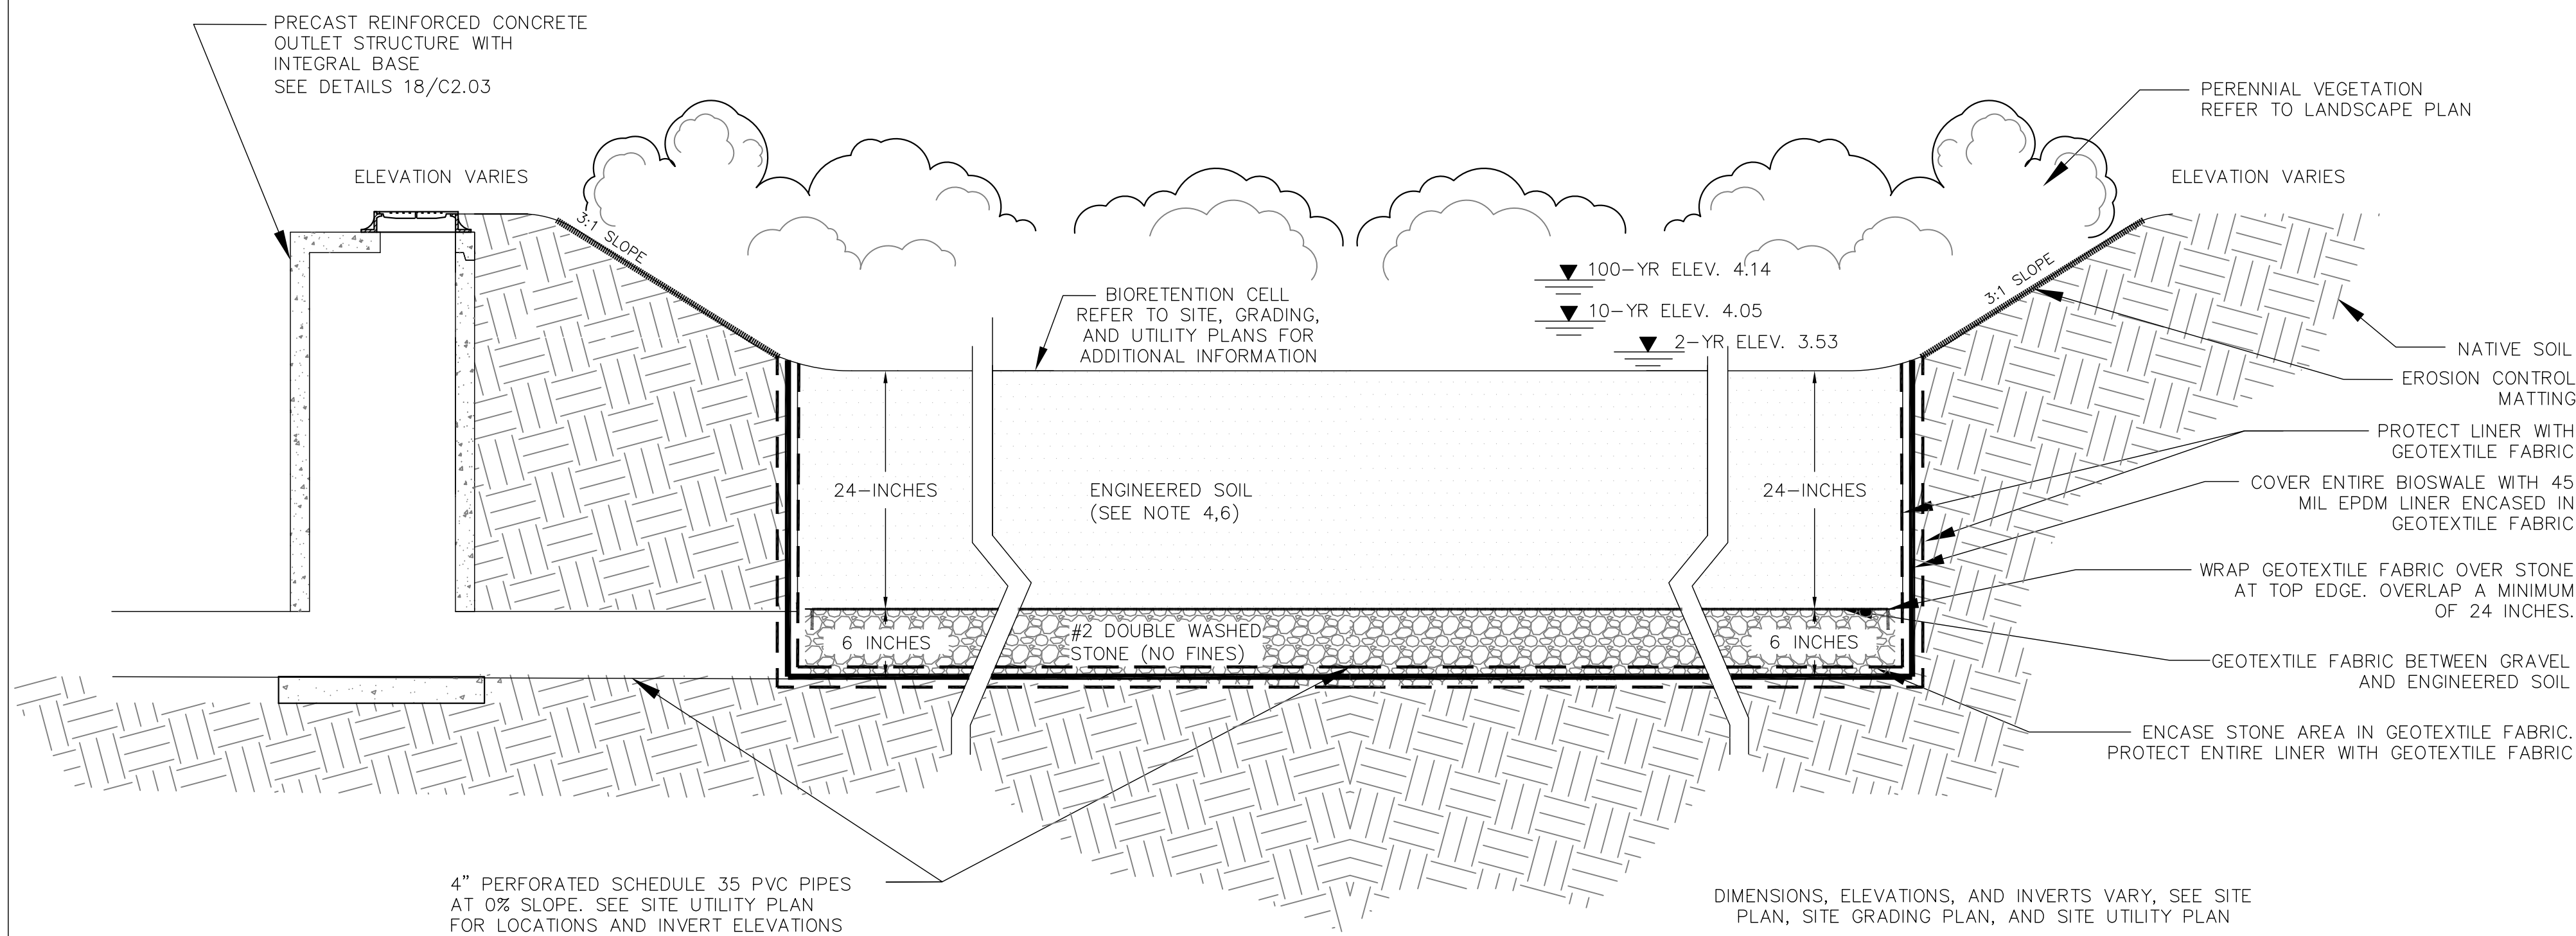 PRECAST REINFORCED CONCRETE
OUTLET STRUCTURE WITH
INTEGRAL BASE
SEE DETAILS 18/C2.03
PERENNIAL VEGETATION
REFER TO LANDSCAPE PLAN
ELEVATION VARIES
ELEVATION VARIES
3:1 SLOPE
3:1 SLOPE
100-YR ELEV. 4.14
10-YR ELEV. 4.05
2-YR ELEV. 3.53
BIORETENTION CELL
REFER TO SITE, GRADING,
AND UTILITY PLANS FOR
ADDITIONAL INFORMATION
NATIVE SOIL
EROSION CONTROL
MATTING
PROTECT LINER WITH
GEOTEXTILE FABRIC
24-INCHES
ENGINEERED SOIL
(SEE NOTE 4,6)
24-INCHES
COVER ENTIRE BIOSWALE WITH 45
MIL EPDM LINER ENCASED IN
GEOTEXTILE FABRIC
WRAP GEOTEXTILE FABRIC OVER STONE
AT TOP EDGE. OVERLAP A MINIMUM
OF 24 INCHES.
6 INCHES
#2 DOUBLE WASHED
STONE (NO FINES)
6 INCHES
GEOTEXTILE FABRIC BETWEEN GRAVEL
AND ENGINEERED SOIL
ENCASE STONE AREA IN GEOTEXTILE FABRIC.
PROTECT ENTIRE LINER WITH GEOTEXTILE FABRIC
4" PERFORATED SCHEDULE 35 PVC PIPES
AT 0% SLOPE. SEE SITE UTILITY PLAN
FOR LOCATIONS AND INVERT ELEVATIONS
DIMENSIONS, ELEVATIONS, AND INVERTS VARY, SEE SITE
PLAN, SITE GRADING PLAN, AND SITE UTILITY PLAN